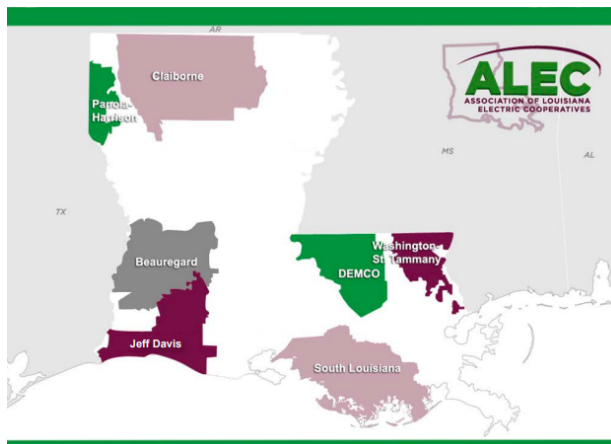 AR
Claiborne
ALEC
ASSOCIATION OF LOUISIANA
ELECTRIC COOPERATIVES
Panola-
Harrison
MS
AL
TX
Washington-
St. Tammany
Beauregard
DEMCO
Jeff Davis
South Louisiana